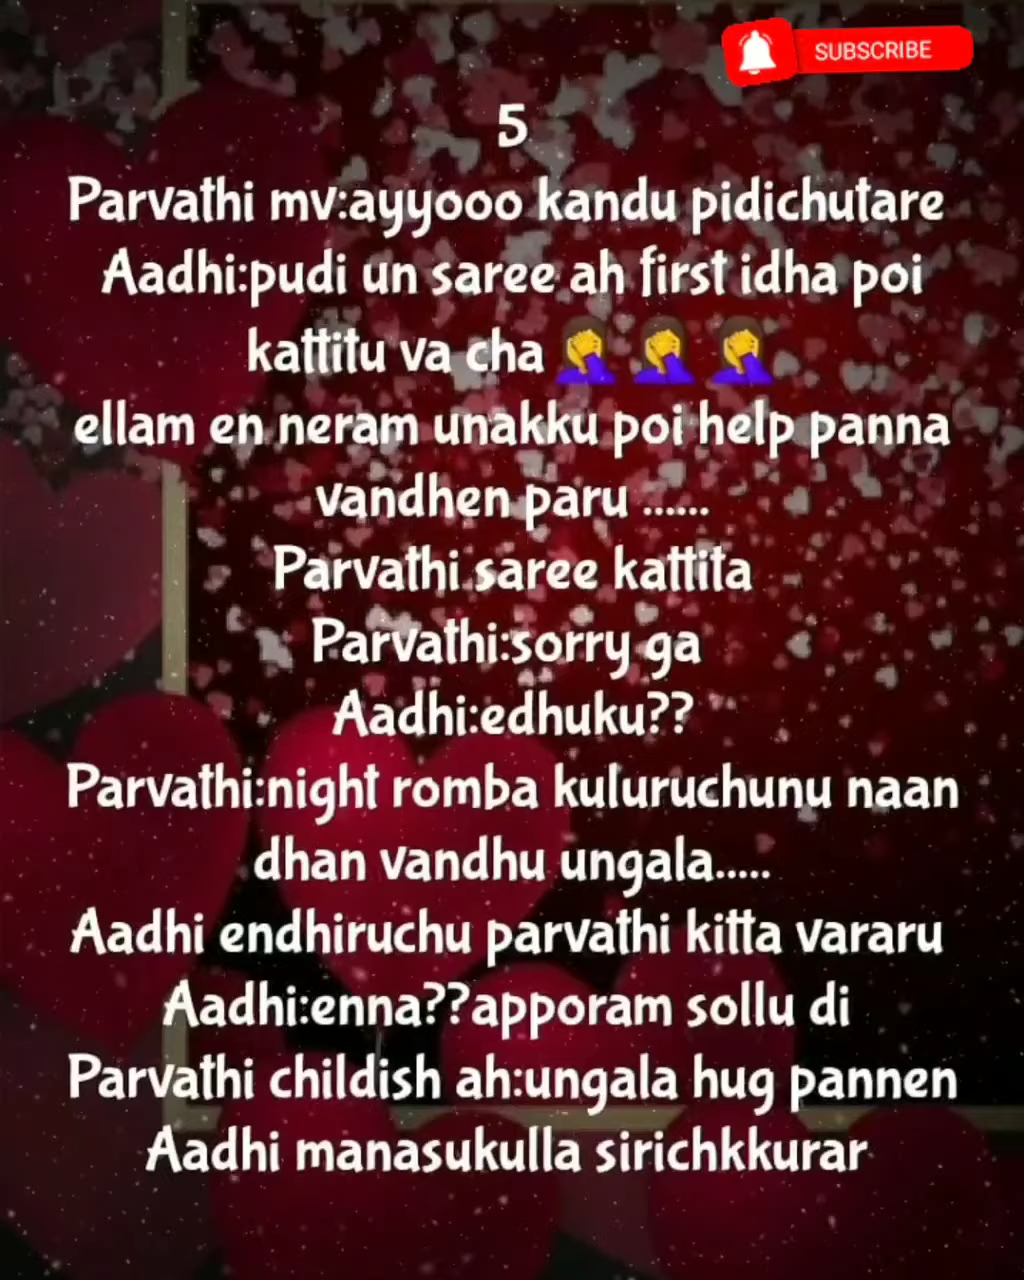 SUBSCRIBE
5
Parvathi mv:ayyooo kandu pidichutare
Aadhi:pudi un saree ah first idha poi
kattitu va cha 🤦‍♀️ 🤦‍♀️ 🤦‍♀️
ellam en neram unakku poi help panna
vandhen paru ......
Parvathi saree kattita
Parvathi:sorry ga
Aadhi:edhuku??
Parvathi:night romba kuluruchunu naan
dhan vandhu ungala.....
Aadhi endhiruchu parvathi kitta vararu
Aadhi:enna??apporam sollu di
Parvathi childish ah:ungala hug pannen
Aadhi manasukulla sirichkkurar